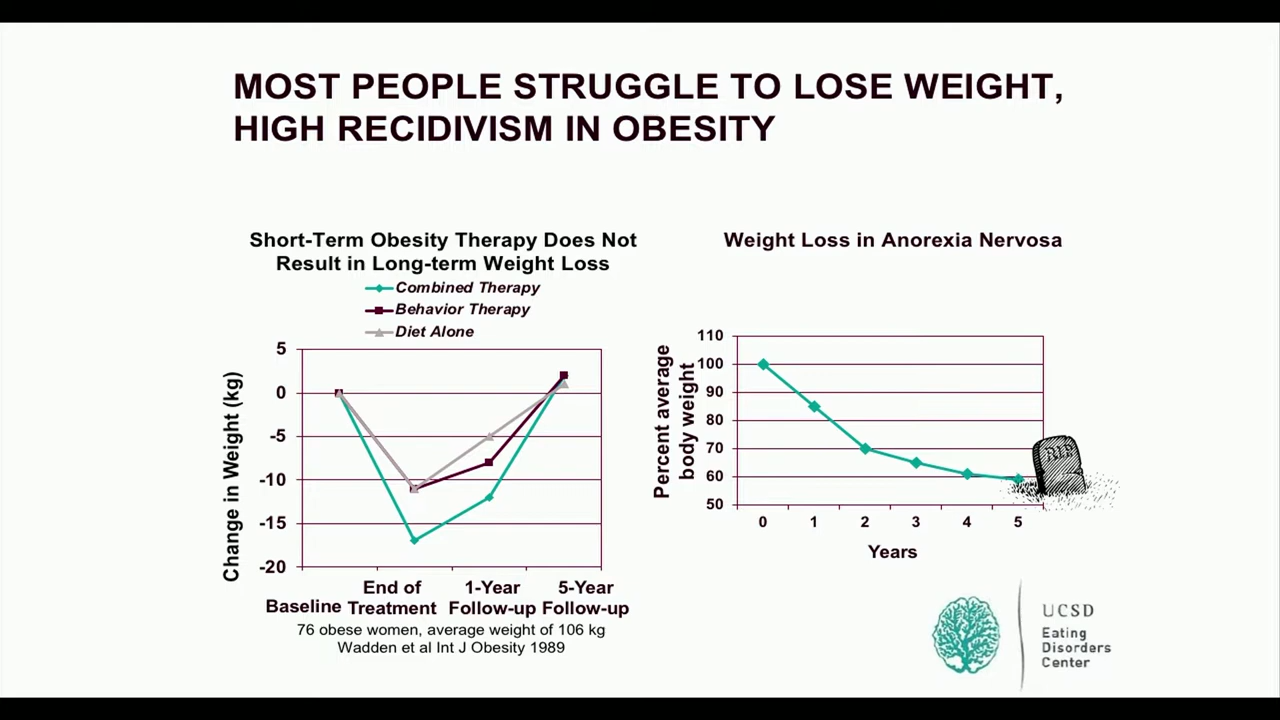 MOST PEOPLE STRUGGLE TO LOSE WEIGHT,
HIGH RECIDIVISM IN OBESITY
Short-Term Obesity Therapy Does Not
Result in Long-term Weight Loss
Combined Therapy
Behavior Therapy
Diet Alone
Change in Weight (kg)
5
0
-5
-10
-15
-20
Baseline
End of
Treatment
1-Year
Follow-up
5-Year
Follow-up
76 obese women, average weight of 106 kg
Wadden et al Int J Obesity 1989
Weight Loss in Anorexia Nervosa
Percent average
body weight
110
100
90
80
70
60
50
0 1 2 3 4 5
Years
RIP
UCSD
Eating
Disorders
Center